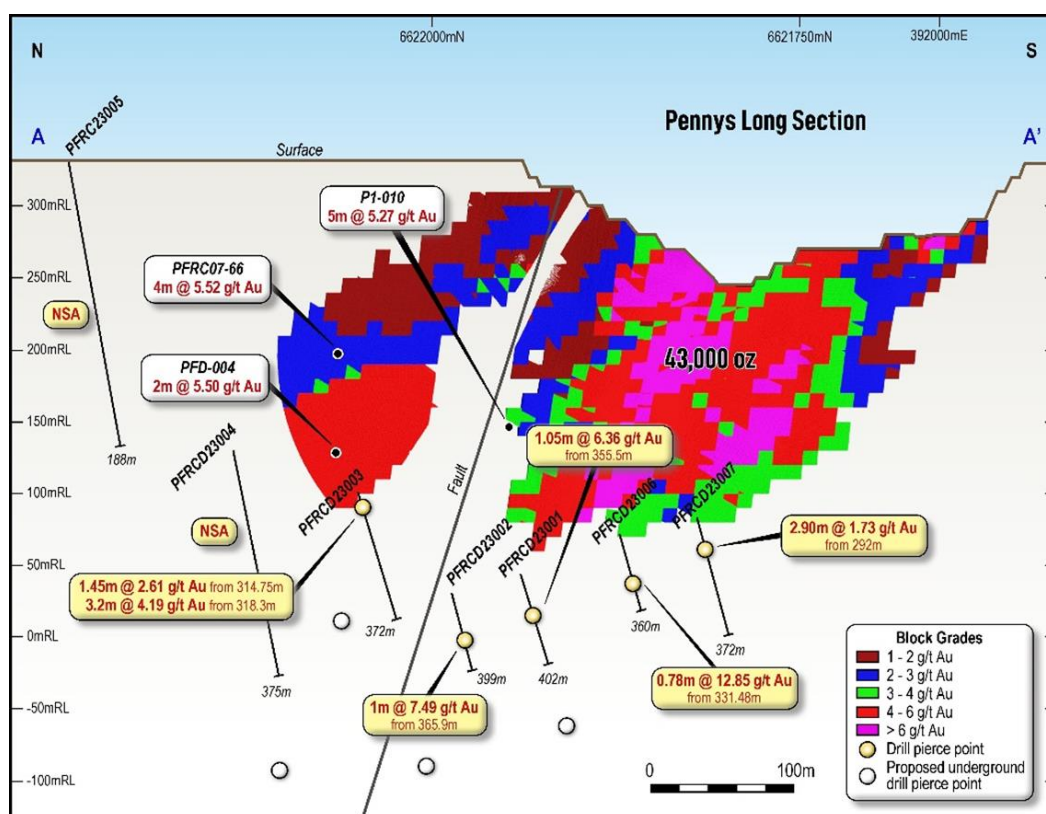 6622000mN
6621750mN
392000mE
N
S
Pennys Long Section
A
A'
PFRC23005
Surface
300mRL
250mRL
200mRL
150mRL
100mRL
50mRL
0mRL
-50mRL
-100mRL
P1-010
5m @ 5.27 g/t Au
PFRC07-66
4m @ 5.52 g/t Au
NSA
PFD-004
2m @ 5.50 g/t Au
43,000 oz
188m
PFRCD23004
NSA
375m
PFRCD23003
1.45m @ 2.61 g/t Au from 314.75m
3.2m @ 4.19 g/t Au from 318.3m
372m
Fault
PFRCD23002
1m @ 7.49 g/t Au
from 365.9m
399m
PFRCD23001
1.05m @ 6.36 g/t Au
from 355.5m
402m
PFRCD23006
0.78m @ 12.85 g/t Au
from 331.48m
360m
PFRCD23007
2.90m @ 1.73 g/t Au
from 292m
372m
Block Grades
1 - 2 g/t Au
2 - 3 g/t Au
3 - 4 g/t Au
4 - 6 g/t Au
> 6 g/t Au
Drill pierce point
Proposed underground
drill pierce point
0
100m